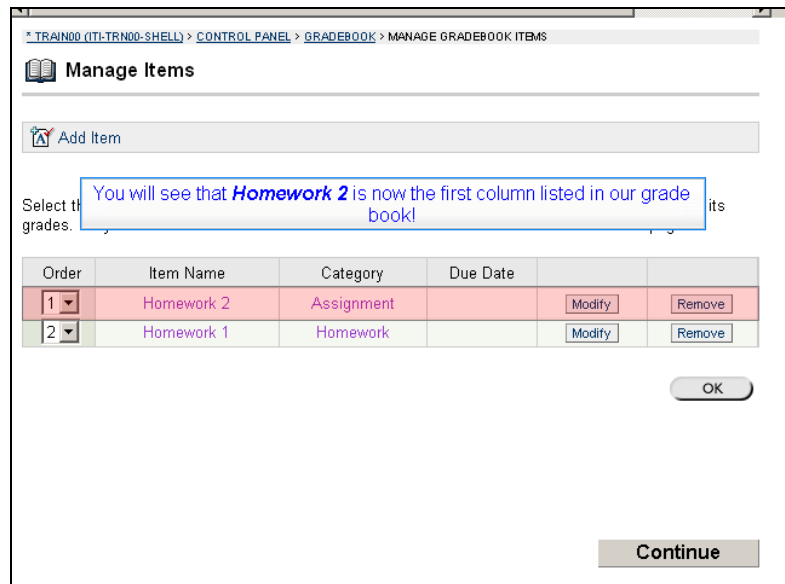 * TRAIN00 (ITI-TRN00-SHELL) > CONTROL PANEL > GRADEBOOK > MANAGE GRADEBOOK ITEMS
Manage Items
Add Item
You will see that Homework 2 is now the first column listed in our grade
book!
Select its
grades.
Order Item Name Category Due Date
1 Homework 2 Assignment Modify Remove
2 Homework 1 Homework Modify Remove
OK
Continue